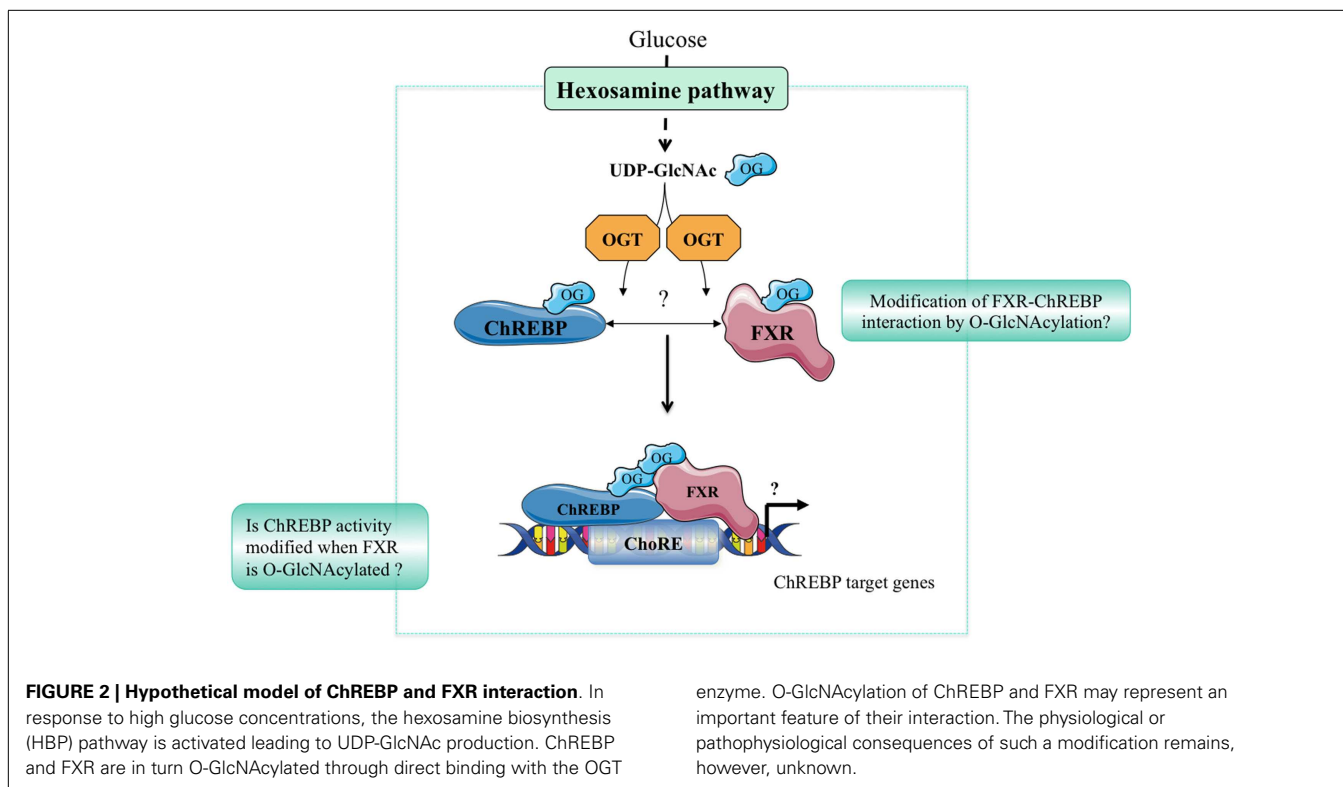 Glucose
Hexosamine pathway
UDP-GlcNAc
OG
OGT
OGT
OG
?
OG
ChREBP
FXR
Modification of FXR-ChREBP
interaction by O-GlcNAcylation?
OG
OG
FXR
?
ChREBP
ChoRE
Is ChREBP activity
modified when FXR
is O-GlcNAcylated ?
ChREBP target genes
FIGURE 2 | Hypothetical model of ChREBP and FXR interaction. In
response to high glucose concentrations, the hexosamine biosynthesis
(HBP) pathway is activated leading to UDP-GlcNAc production. ChREBP
and FXR are in turn O-GlcNAcylated through direct binding with the OGT
enzyme. O-GlcNAcylation of ChREBP and FXR may represent an
important feature of their interaction. The physiological or
pathophysiological consequences of such a modification remains,
however, unknown.